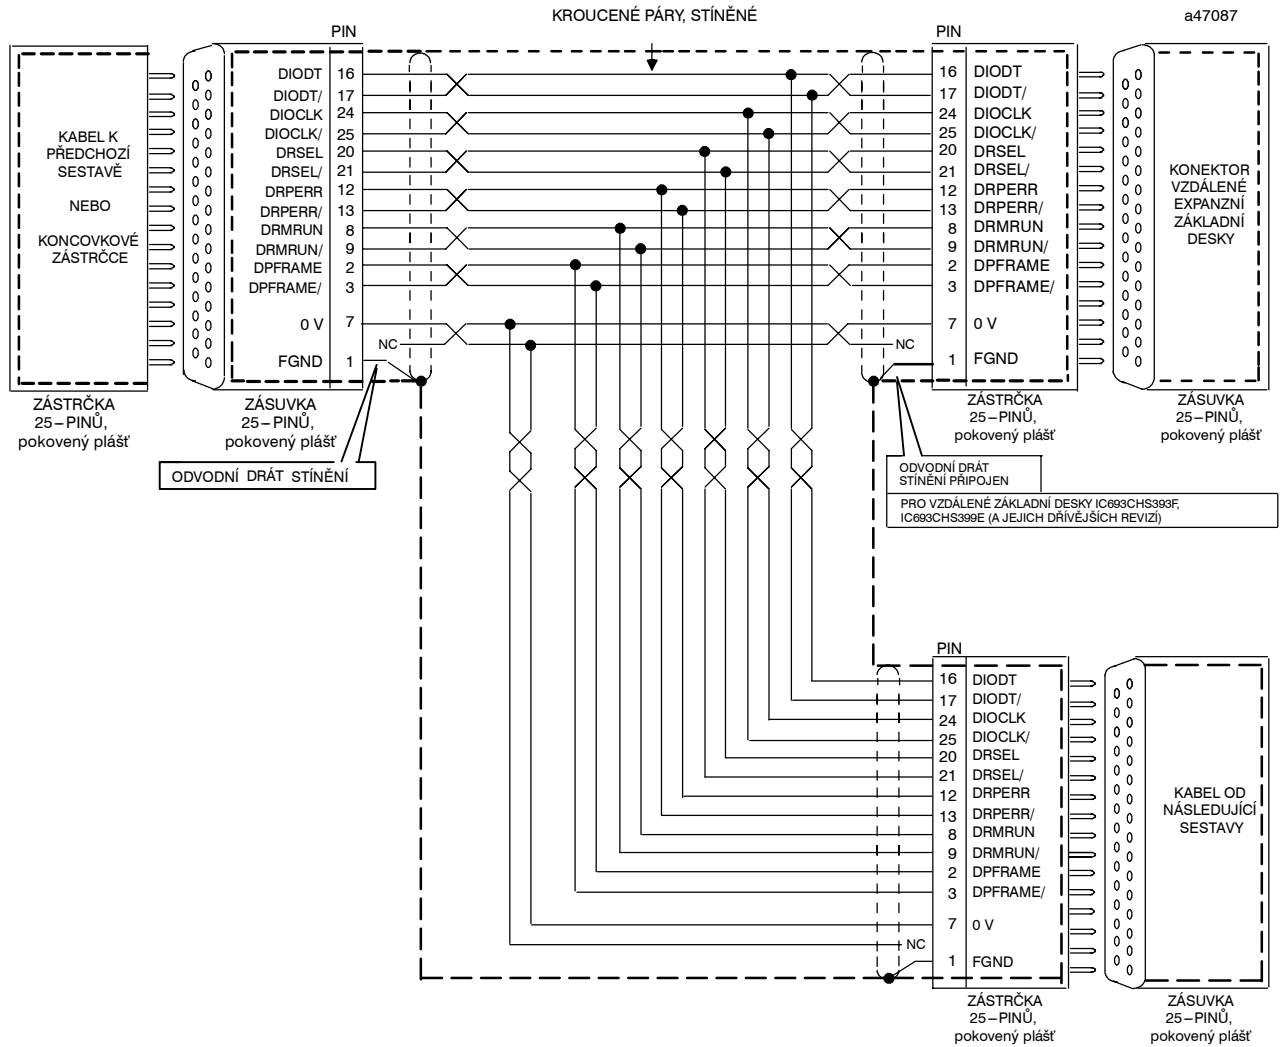 KROUCENÉ PÁRY, STÍNĚNÉ
a47087
KABEL K
PŘEDCHOZÍ
SESTAVĚ
NEBO
KONCOVKOVÉ
ZÁSTRČCE
ZÁSTRČKA
25–PINŮ,
pokovený plášť
PIN
DIODT 16
DIODT/ 17
DIOCLK 24
DIOCLK/ 25
DRSEL 20
DRSEL/ 21
DRPERR 12
DRPERR/ 13
DRMRUN 8
DRMRUN/ 9
DPFRAME 2
DPFRAME/ 3
0 V 7
NC
FGND 1
ZÁSUVKA
25–PINŮ,
pokovený plášť
ODVODNÍ DRÁT STÍNĚNÍ
PIN
16 DIODT
17 DIODT/
24 DIOCLK
25 DIOCLK/
20 DRSEL
21 DRSEL/
12 DRPERR
13 DRPERR/
8 DRMRUN
9 DRMRUN/
2 DPFRAME
3 DPFRAME/
7 0 V
NC
1 FGND
ZÁSTRČKA
25–PINŮ,
pokovený plášť
KONEKTOR
VZDÁLENÉ
EXPANZNÍ
ZÁKLADNÍ
DESKY
ZÁSUVKA
25–PINŮ,
pokovený plášť
ODVODNÍ DRÁT
STÍNĚNÍ PŘIPOJEN
PRO VZDÁLENÉ ZÁKLADNÍ DESKY IC693CHS393F,
IC693CHS399E (A JEJICH DŘÍVĚJŠÍCH REVIZÍ)
PIN
16 DIODT
17 DIODT/
24 DIOCLK
25 DIOCLK/
20 DRSEL
21 DRSEL/
12 DRPERR
13 DRPERR/
8 DRMRUN
9 DRMRUN/
2 DPFRAME
3 DPFRAME/
7 0 V
NC
1 FGND
ZÁSTRČKA
25–PINŮ,
pokovený plášť
KABEL OD
NÁSLEDUJÍCÍ
SESTAVY
ZÁSUVKA
25–PINŮ,
pokovený plášť